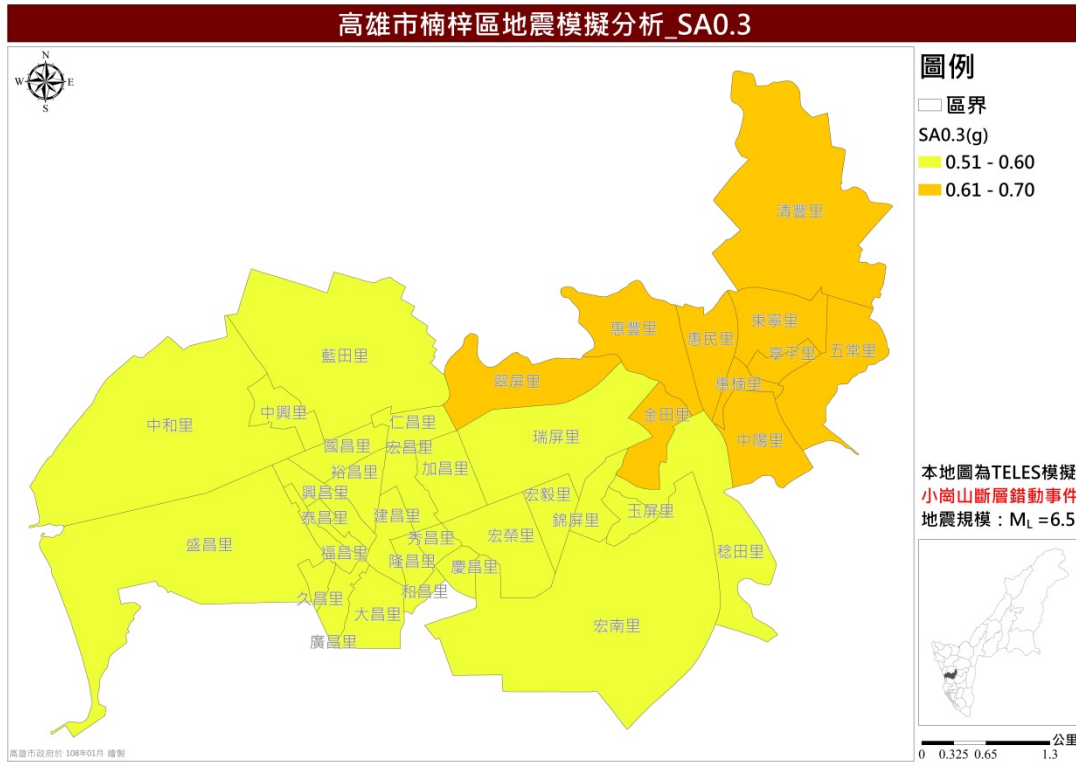 高雄市楠梓區地震模擬分析_SA0.3
N
W
E
S
圖例
區界
SA0.3(g)
0.51 - 0.60
0.61 - 0.70
清豐里
東寧里
惠豐里
惠民里
享平里
五常里
藍田里
翠屏里
惠楠里
中興里
金田里
中和里
仁昌里
瑞屏里
中陽里
國昌里
宏昌里
裕昌里
加昌里
興昌里
宏毅里
泰昌里
建昌里
玉屏里
錦屏里
盛昌里
秀昌里
宏榮里
福昌里
隆昌里
慶昌里
稔田里
久昌里
和昌里
大昌里
宏南里
廣昌里
本地圖為TELES模擬
小崗山斷層錯動事件
地震規模：ML =6.5
公里
0 0.325 0.65 1.3
高雄市政府於 108年01月 繪製